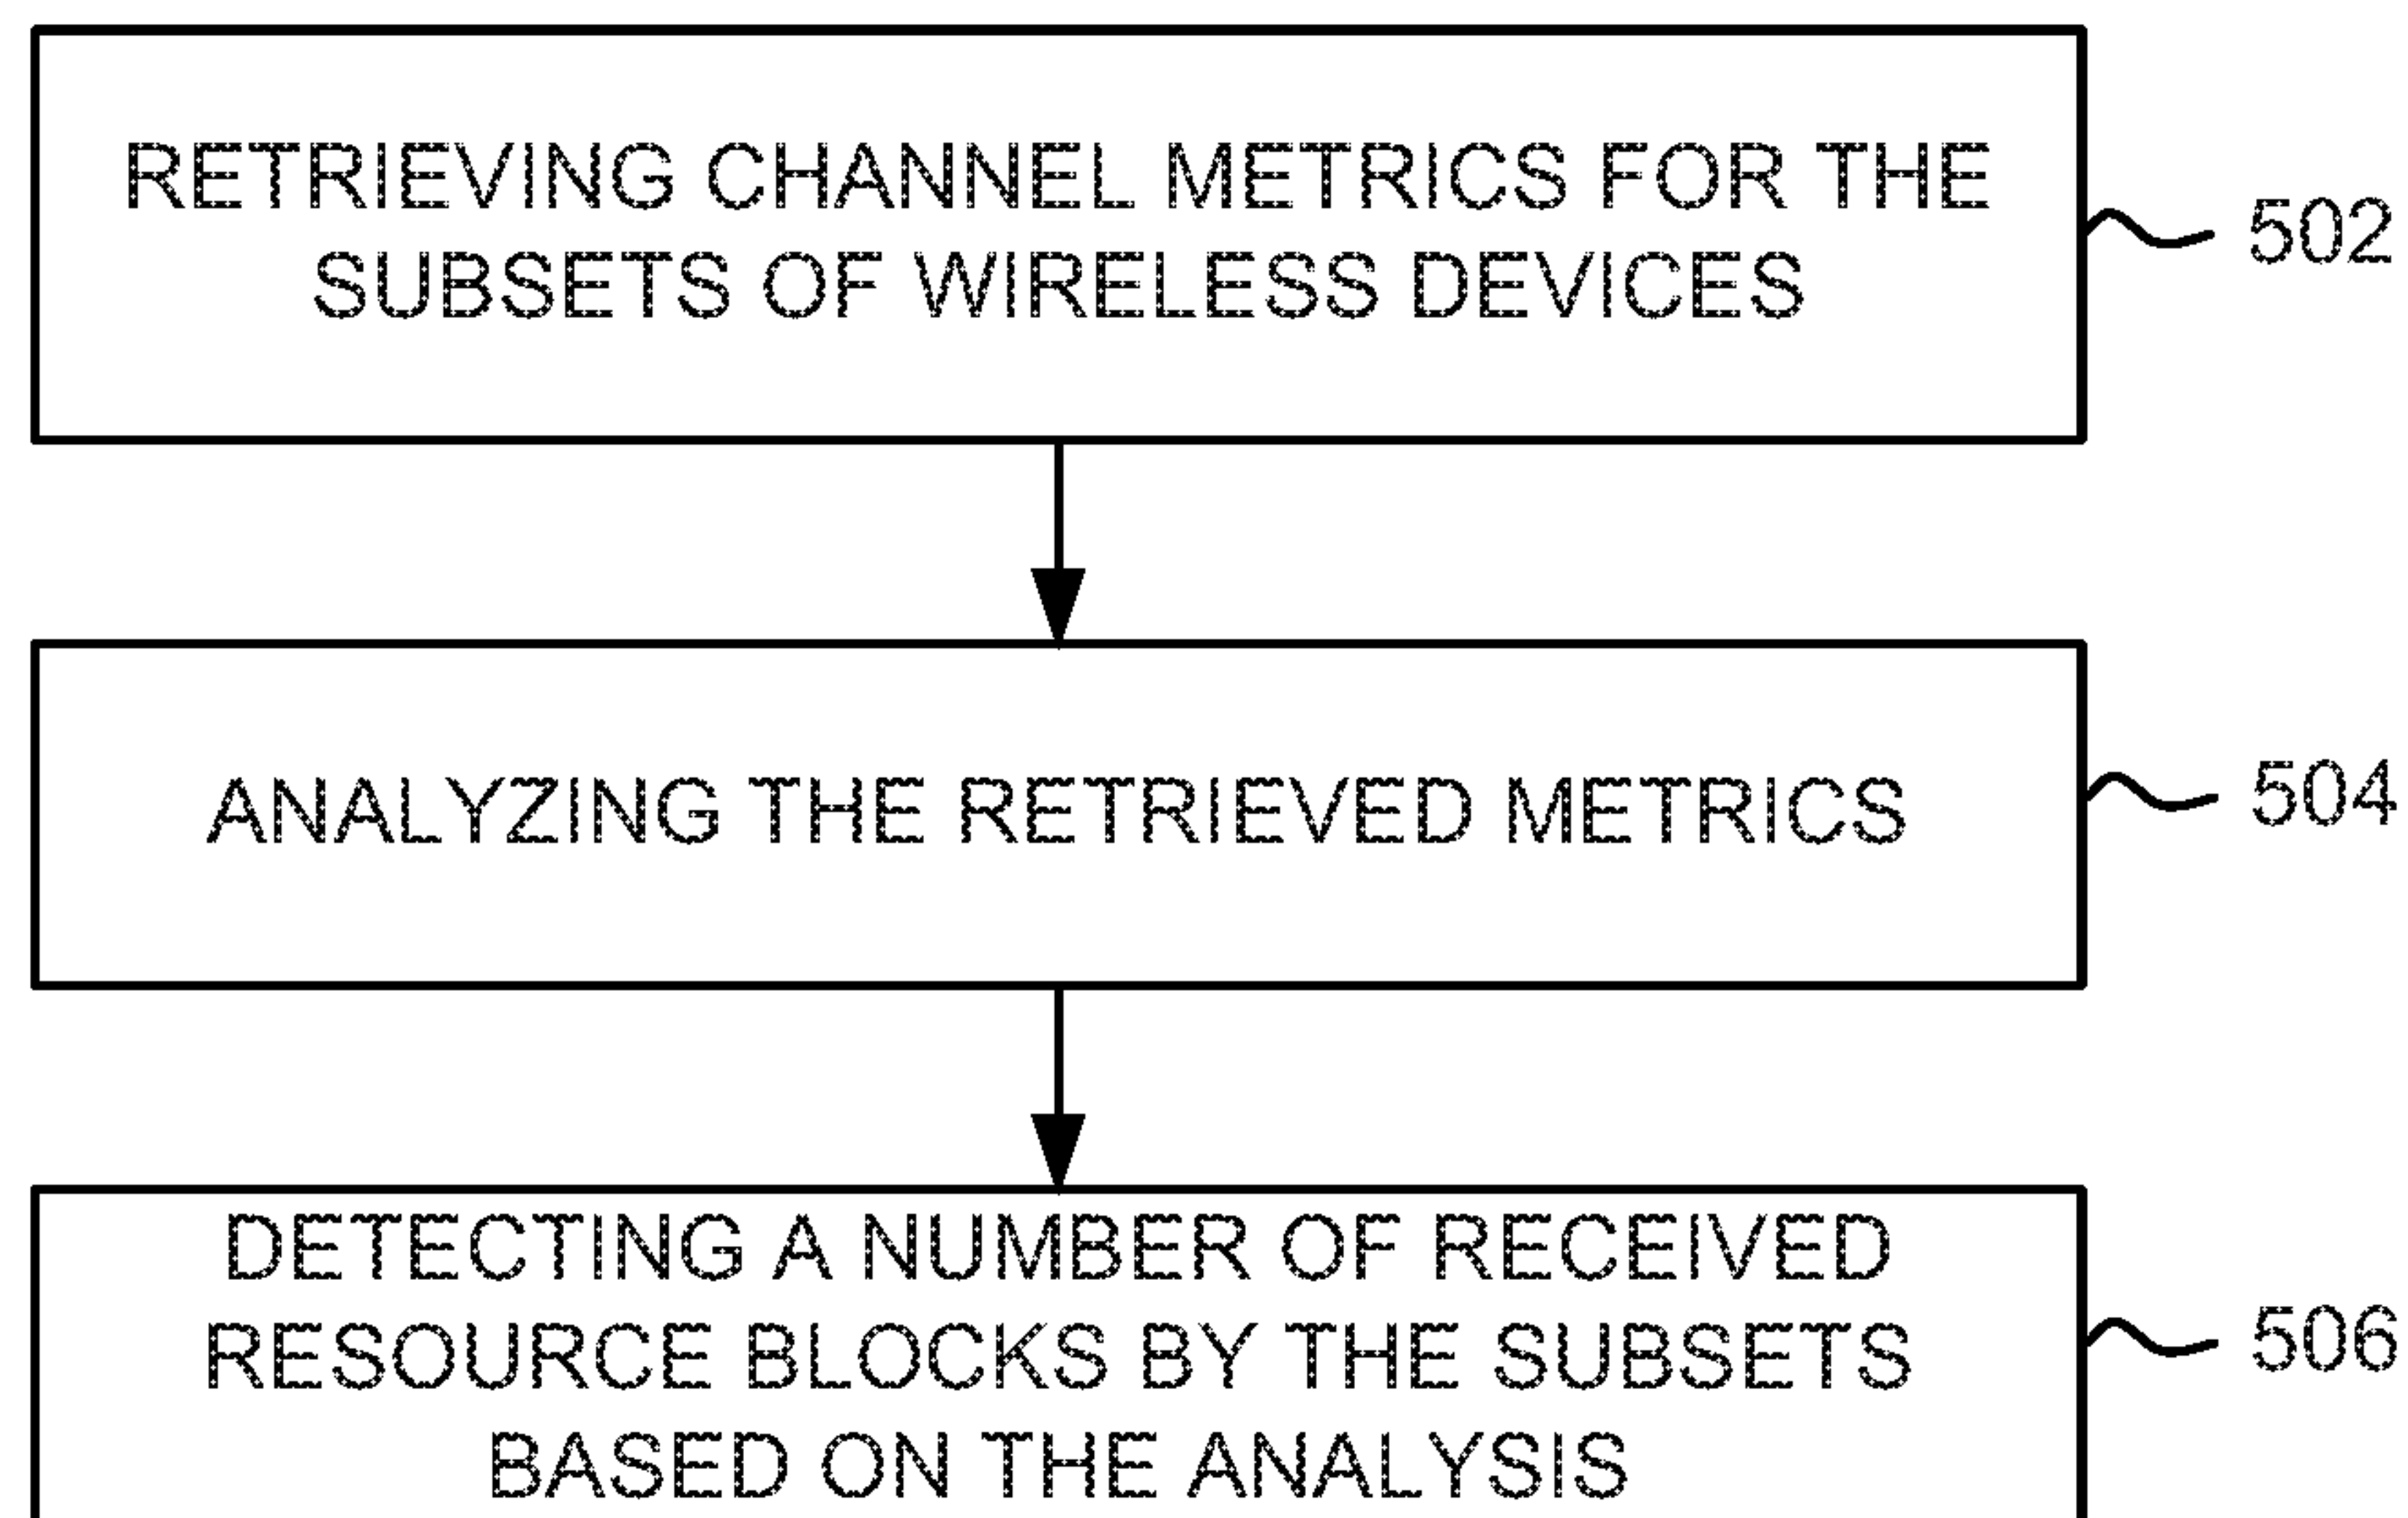 RETRIEVING CHANNEL METRICS FOR THE
SUBSETS OF WIRELESS DEVICES
502
ANALYZING THE RETRIEVED METRICS
504
DETECTING A NUMBER OF RECEIVED
RESOURCE BLOCKS BY THE SUBSETS
BASED ON THE ANALYSIS
506